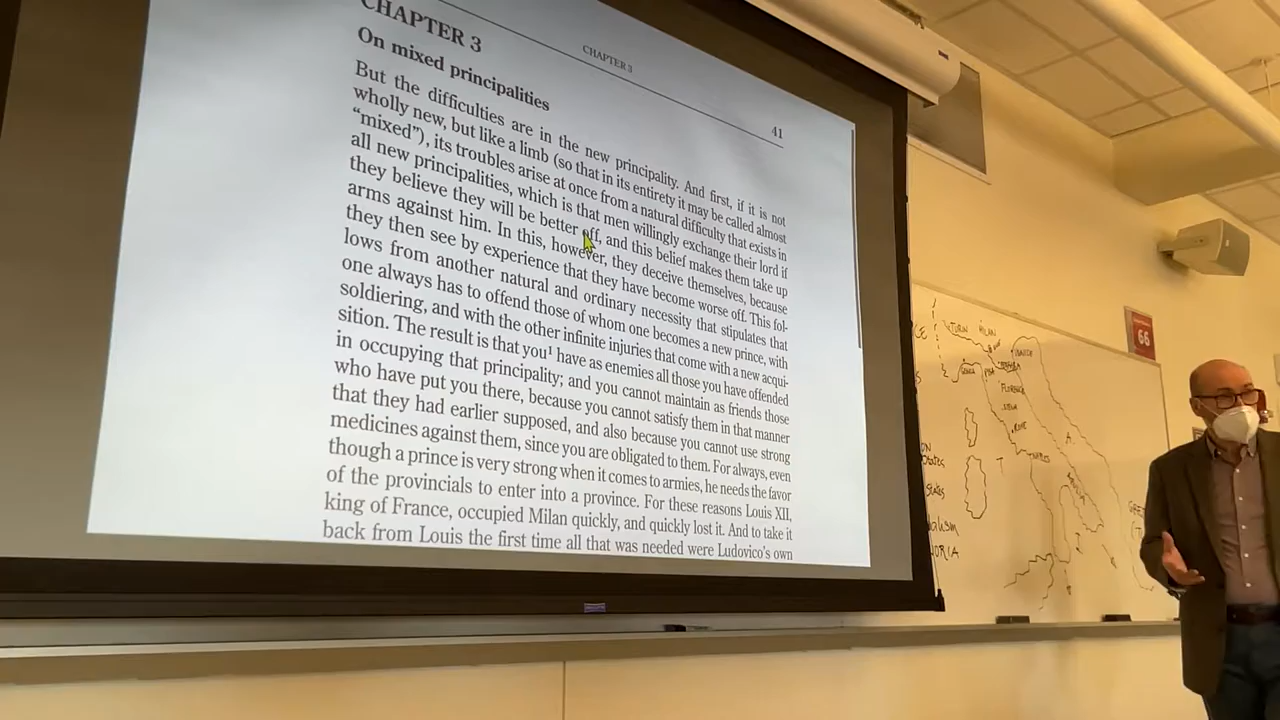 CHAPTER 3
CHAPTER 3
41
On mixed principalities
But the difficulties are in the new principality. And first, if it is not
wholly new, but like a limb (so that in its entirety it may be called almost
“mixed”), its troubles arise at once from a natural difficulty that exists in
all new principalities, which is that men willingly exchange their lord if
they believe they will be better off, and this belief makes them take up
arms against him. In this, however, they deceive themselves, because
they then see by experience that they have become worse off. This fol-
lows from another natural and ordinary necessity that stipulates that
one always has to offend those of whom one becomes a new prince, with
soldiering, and with the other infinite injuries that come with a new acqui-
sition. The result is that you¹ have as enemies all those you have offended
in occupying that principality; and you cannot maintain as friends those
who have put you there, because you cannot satisfy them in that manner
that they had earlier supposed, and also because you cannot use strong
medicines against them, since you are obligated to them. For always, even
though a prince is very strong when it comes to armies, he needs the favor
of the provincials to enter into a province. For these reasons Louis XII,
king of France, occupied Milan quickly, and quickly lost it. And to take it
back from Louis the first time all that was needed were Ludovico’s own
66
TURIN
MILAN
VENICE
GENOA
PISA
FLORENCE
SIENA
ROME
NAPLES
States
States